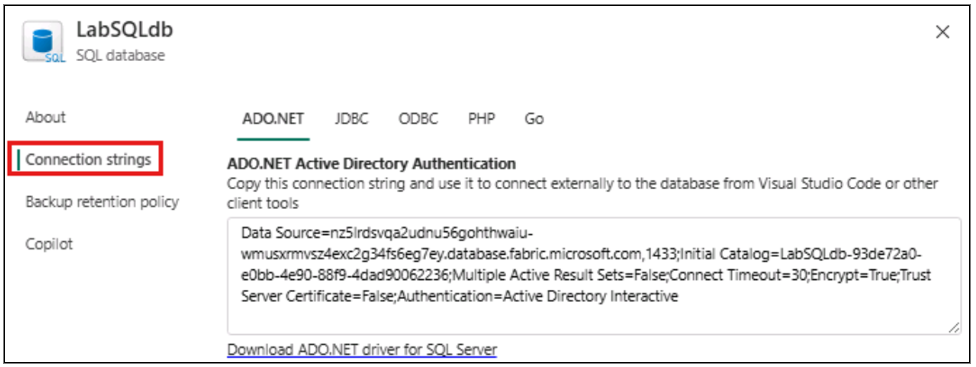 LabSQLdb
SQL
SQL database
About
Connection strings
Backup retention policy
Copilot
ADO.NET JDBC ODBC PHP Go
ADO.NET Active Directory Authentication
Copy this connection string and use it to connect externally to the database from Visual Studio Code or other
client tools
Data Source=nz5lrdsvqa2udnu56gohthwaiu-
wmusxrmvsz4exc2g34fs6eg7ey.database.fabric.microsoft.com,1433;Initial Catalog=LabSQLdb-93de72a0-
e0bb-4e90-88f9-4dad90062236;Multiple Active Result Sets=False;Connect Timeout=30;Encrypt=True;Trust
Server Certificate=False;Authentication=Active Directory Interactive
Download ADO.NET driver for SQL Server